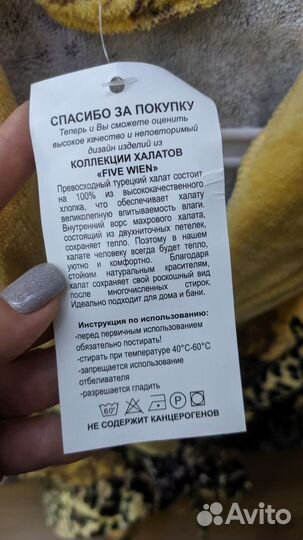 СПАСИБО ЗА ПОКУПКУ
Теперь и Вы сможете оценить
высокое качество и неповторимый
дизайн изделий из
КОЛЛЕКЦИИ ХАЛАТОВ
«FIVE WIEN»
Превосходный турецкий халат состоит
на 100% из высококачественного
хлопка, что обеспечивает халату
великолепную впитываемость влаги.
Внутренний ворс махрового халата,
состоящий из двухниточных петелек,
сохраняет тепло. Поэтому в нашем
халате человеку всегда будет тепло,
уютно и комфортно. Благодаря
стойким натуральным красителям,
халат сохраняет свой роскошный вид
после многочисленных стирок.
Идеально подходит для дома и бани.
Инструкция по использованию:
-перед первичным использованием
обязательно постирать!
-стирать при температуре 40°С-60°С
-запрещается использование
отбеливателя
-разрешается гладить
60° P
НЕ СОДЕРЖИТ КАНЦЕРОГЕНОВ
Avito